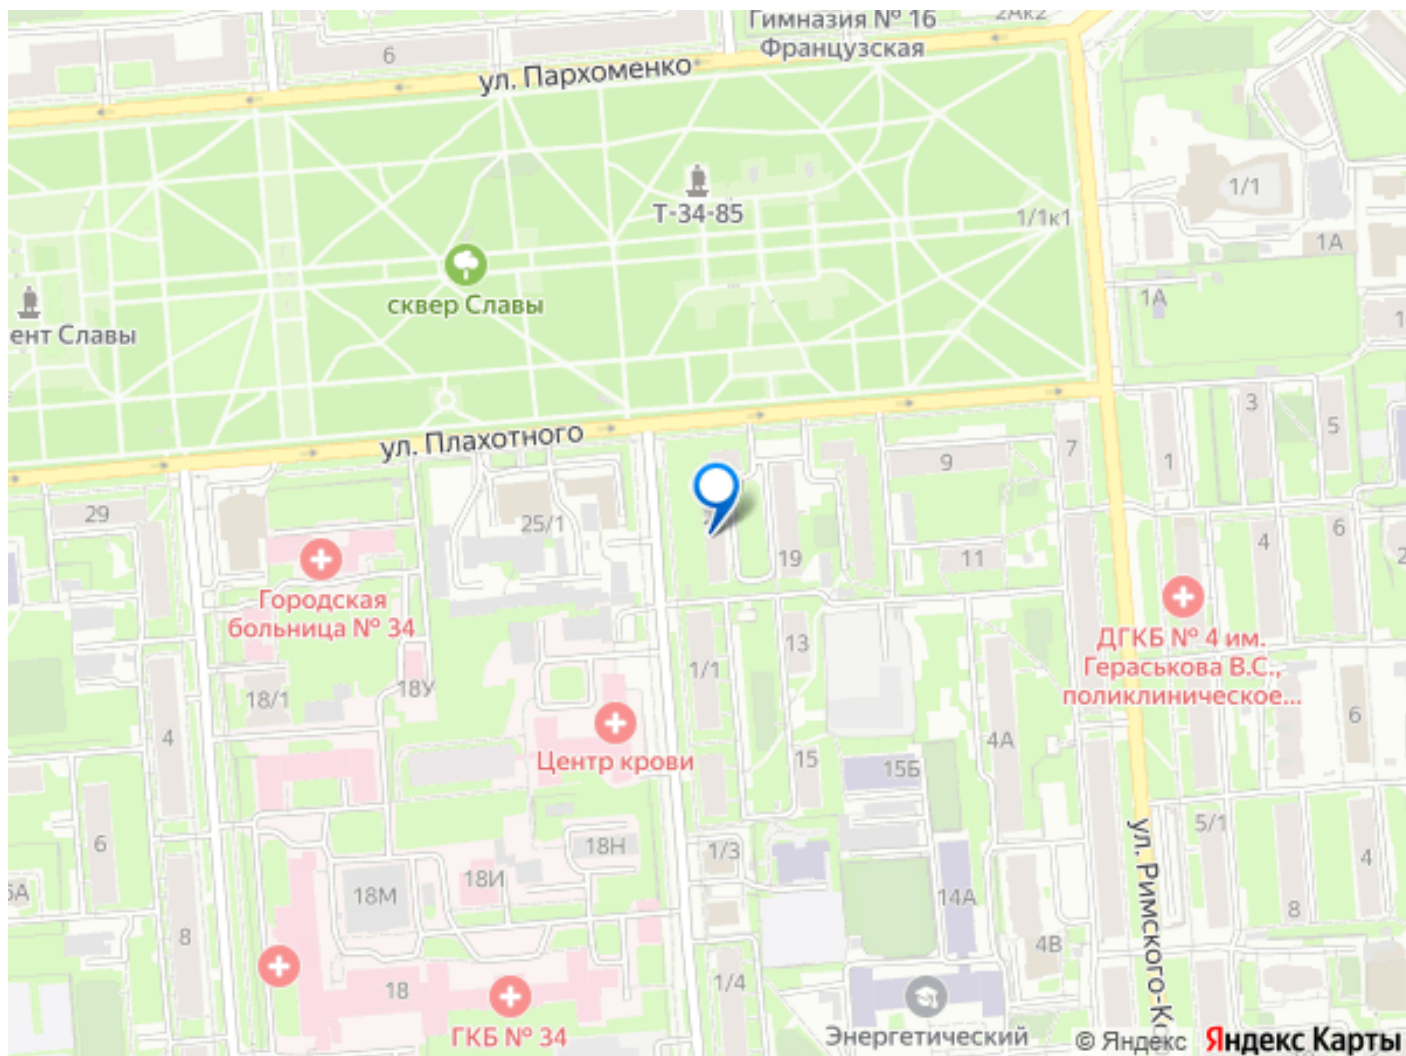 Гимназия № 16
Французская
2Ак2
6
ул. Пархоменко
1/1
Т-34-85
1/1к1
1А
сквер Славы
1А
1
ент Славы
ул. Плахотного
3
5
7
9
1
29
25/1
19
11
4
6
2
Городская
больница № 34
13
ДГКБ № 4 им.
Гераськова В.С.,
поликлиническое...
1/1
18/1
18У
4
Центр крови
15
15Б
4А
6
6
18Н
1/3
5/1
4
18И
18М
14А
8
8
4В
18
ГКБ № 34
1/4
ул. Римского-Ко
Энергетический
© Яндекс
Яндекс Карты